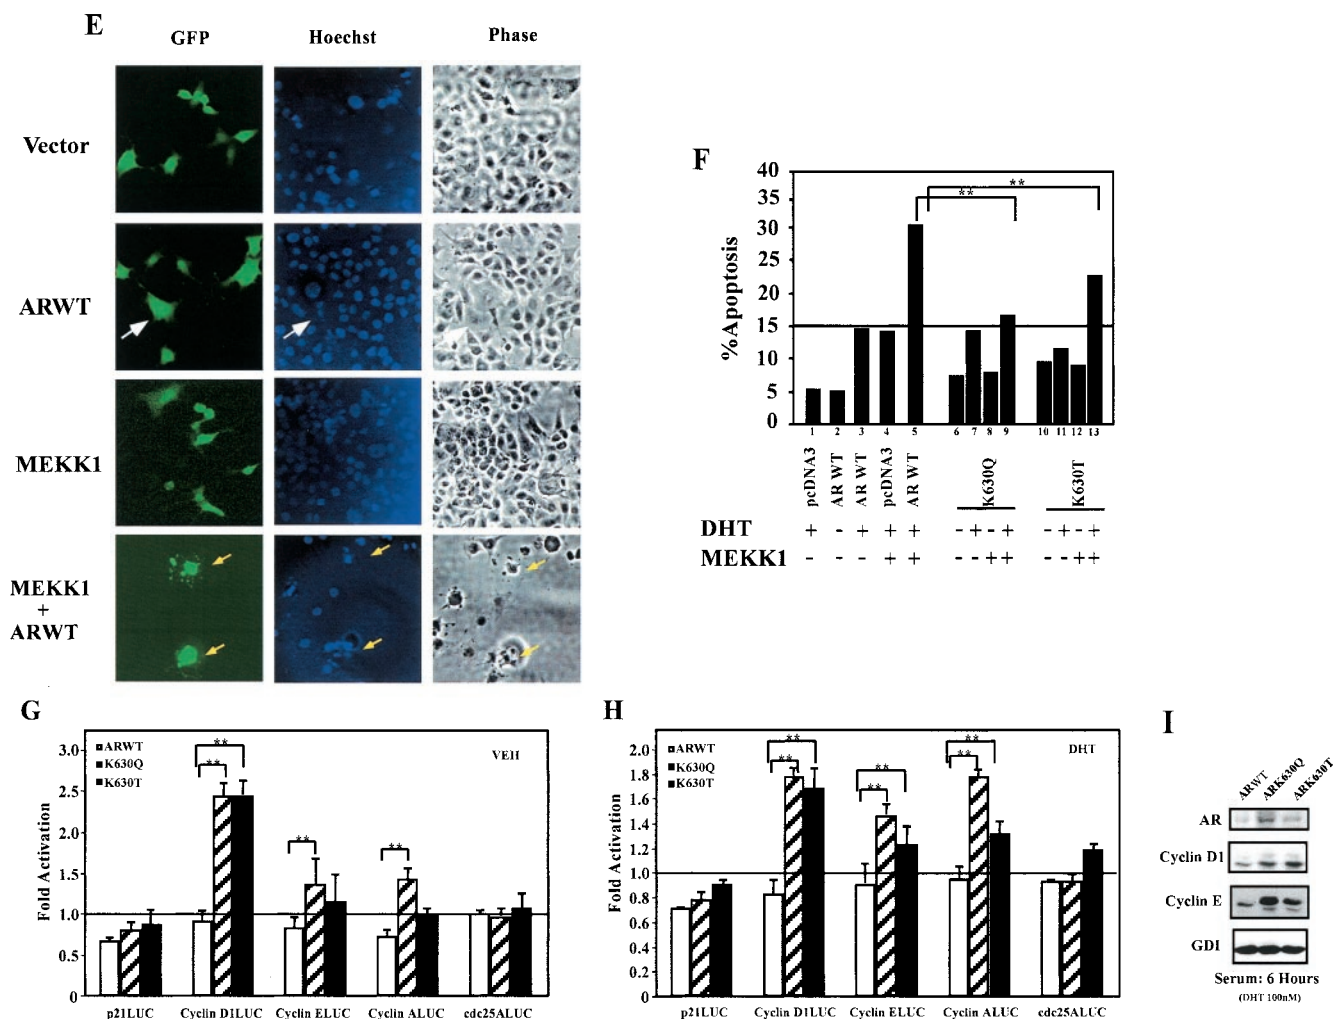 E
GFP Hoechst Phase
Vector
ARWT
MEKK1
MEKK1
+
ARWT
F
%Apoptosis
40
35
30
25
20
15
10
5
0
** **
1 2 3 4 5 6 7 8 9 10 11 12 13
pcDNA3 AR WT AR WT pcDNA3 AR WT K630Q K630T
DHT + - + + + - + - + - + - +
MEKK1 - - - + + - - + + - - + +
G
Fold Activation
3.0
2.5
2.0
1.5
1.0
0.5
0
ARWT
K630Q
K630T
VEH
**
**
**
**
p21LUC Cyclin D1LUC Cyclin ELUC Cyclin ALUC cdc25ALUC
H
Fold Activation
2.0
1.8
1.6
1.4
1.2
1.0
0.8
0.6
0.4
0.2
0
ARWT
K630Q
K630T
DHT
** **
** **
** **
p21LUC Cyclin D1LUC Cyclin ELUC Cyclin ALUC cdc25ALUC
I
ARWT ARK630Q ARK630T
AR
Cyclin D1
Cyclin E
GDI
Serum: 6 Hours
(DHT 100nM)